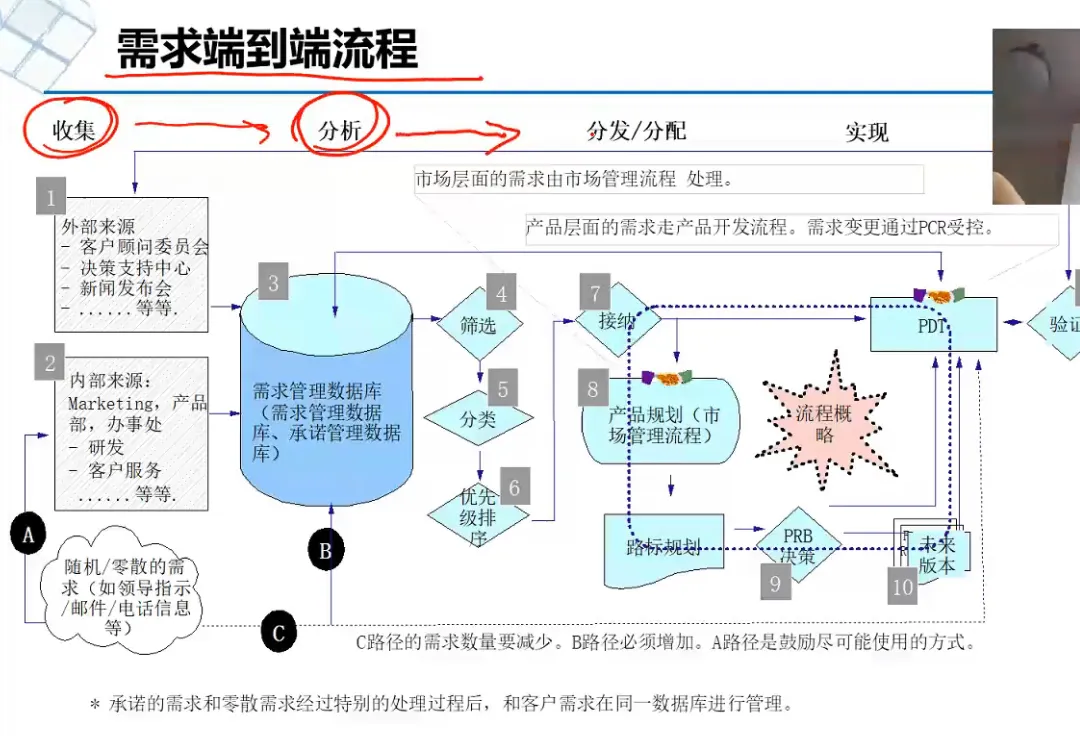 需求端到端流程
收集
分析
分发/分配
实现
市场层面的需求由市场管理流程 处理。
产品层面的需求走产品开发流程。需求变更通过PCR受控。
1
外部来源
- 客户顾问委员会
- 决策支持中心
- 新闻发布会
- ......等等.
2
内部来源：
Marketing，产品
部，办事处
- 研发
- 客户服务
......等等.
3
需求管理数据库
（需求管理数据
库、承诺管理数据
库）
4
筛选
5
分类
6
优先
级排
序
7
接纳
8
产品规划（市
场管理流程）
路标规划
PRB
决策
9
10
未来
版本
PDT
验证
流程概
略
A
B
C
随机/零散的需
求（如领导指示
/邮件/电话信息
等）
C路径的需求数量要减少。B路径必须增加。A路径是鼓励尽可能使用的方式。
* 承诺的需求和零散需求经过特别的处理过程后，和客户需求在同一数据库进行管理。